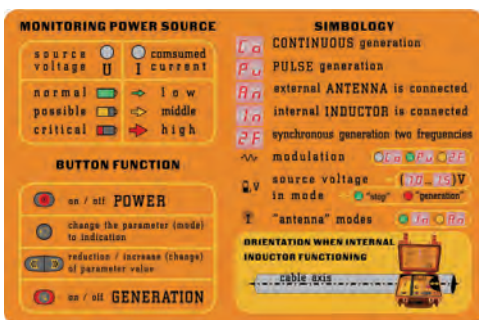 MONITORING POWER SOURCE
source voltage U
comsumed current I
normal low
possible middle
critical high
BUTTON FUNCTION
on / off POWER
change the parameter (mode)
to indication
reduction / increase (change)
of parameter value
on / off GENERATION
SIMBOLOGY
Co CONTINUOUS generation
Pu PULSE generation
An external ANTENNA is connected
In internal INDUCTOR is connected
2F synchronous generation two frequencies
modulation Co Pu 2F
,V source voltage (7.0 ... 15)V
in mode "stop" "generation"
"antenna" modes In An
ORIENTATION WHEN INTERNAL
INDUCTOR FUNCTIONING
cable axis